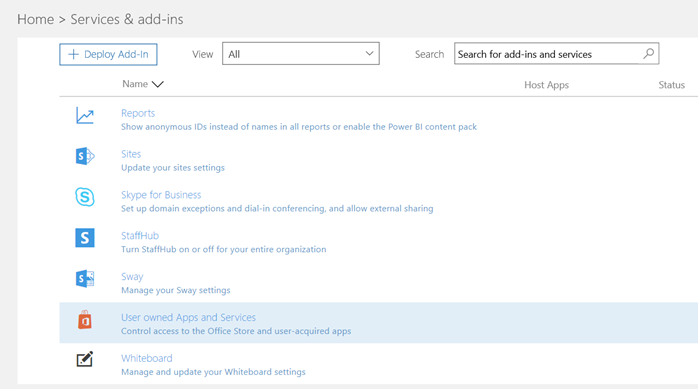 Home > Services & add-ins
+ Deploy Add-In View All Search Search for add-ins and services
Name Host Apps Status
Reports
Show anonymous IDs instead of names in all reports or enable the Power BI content pack
Sites
Update your sites settings
Skype for Business
Set up domain exceptions and dial-in conferencing, and allow external sharing
StaffHub
Turn StaffHub on or off for your entire organization
Sway
Manage your Sway settings
User owned Apps and Services
Control access to the Office Store and user-acquired apps
Whiteboard
Manage and update your Whiteboard settings